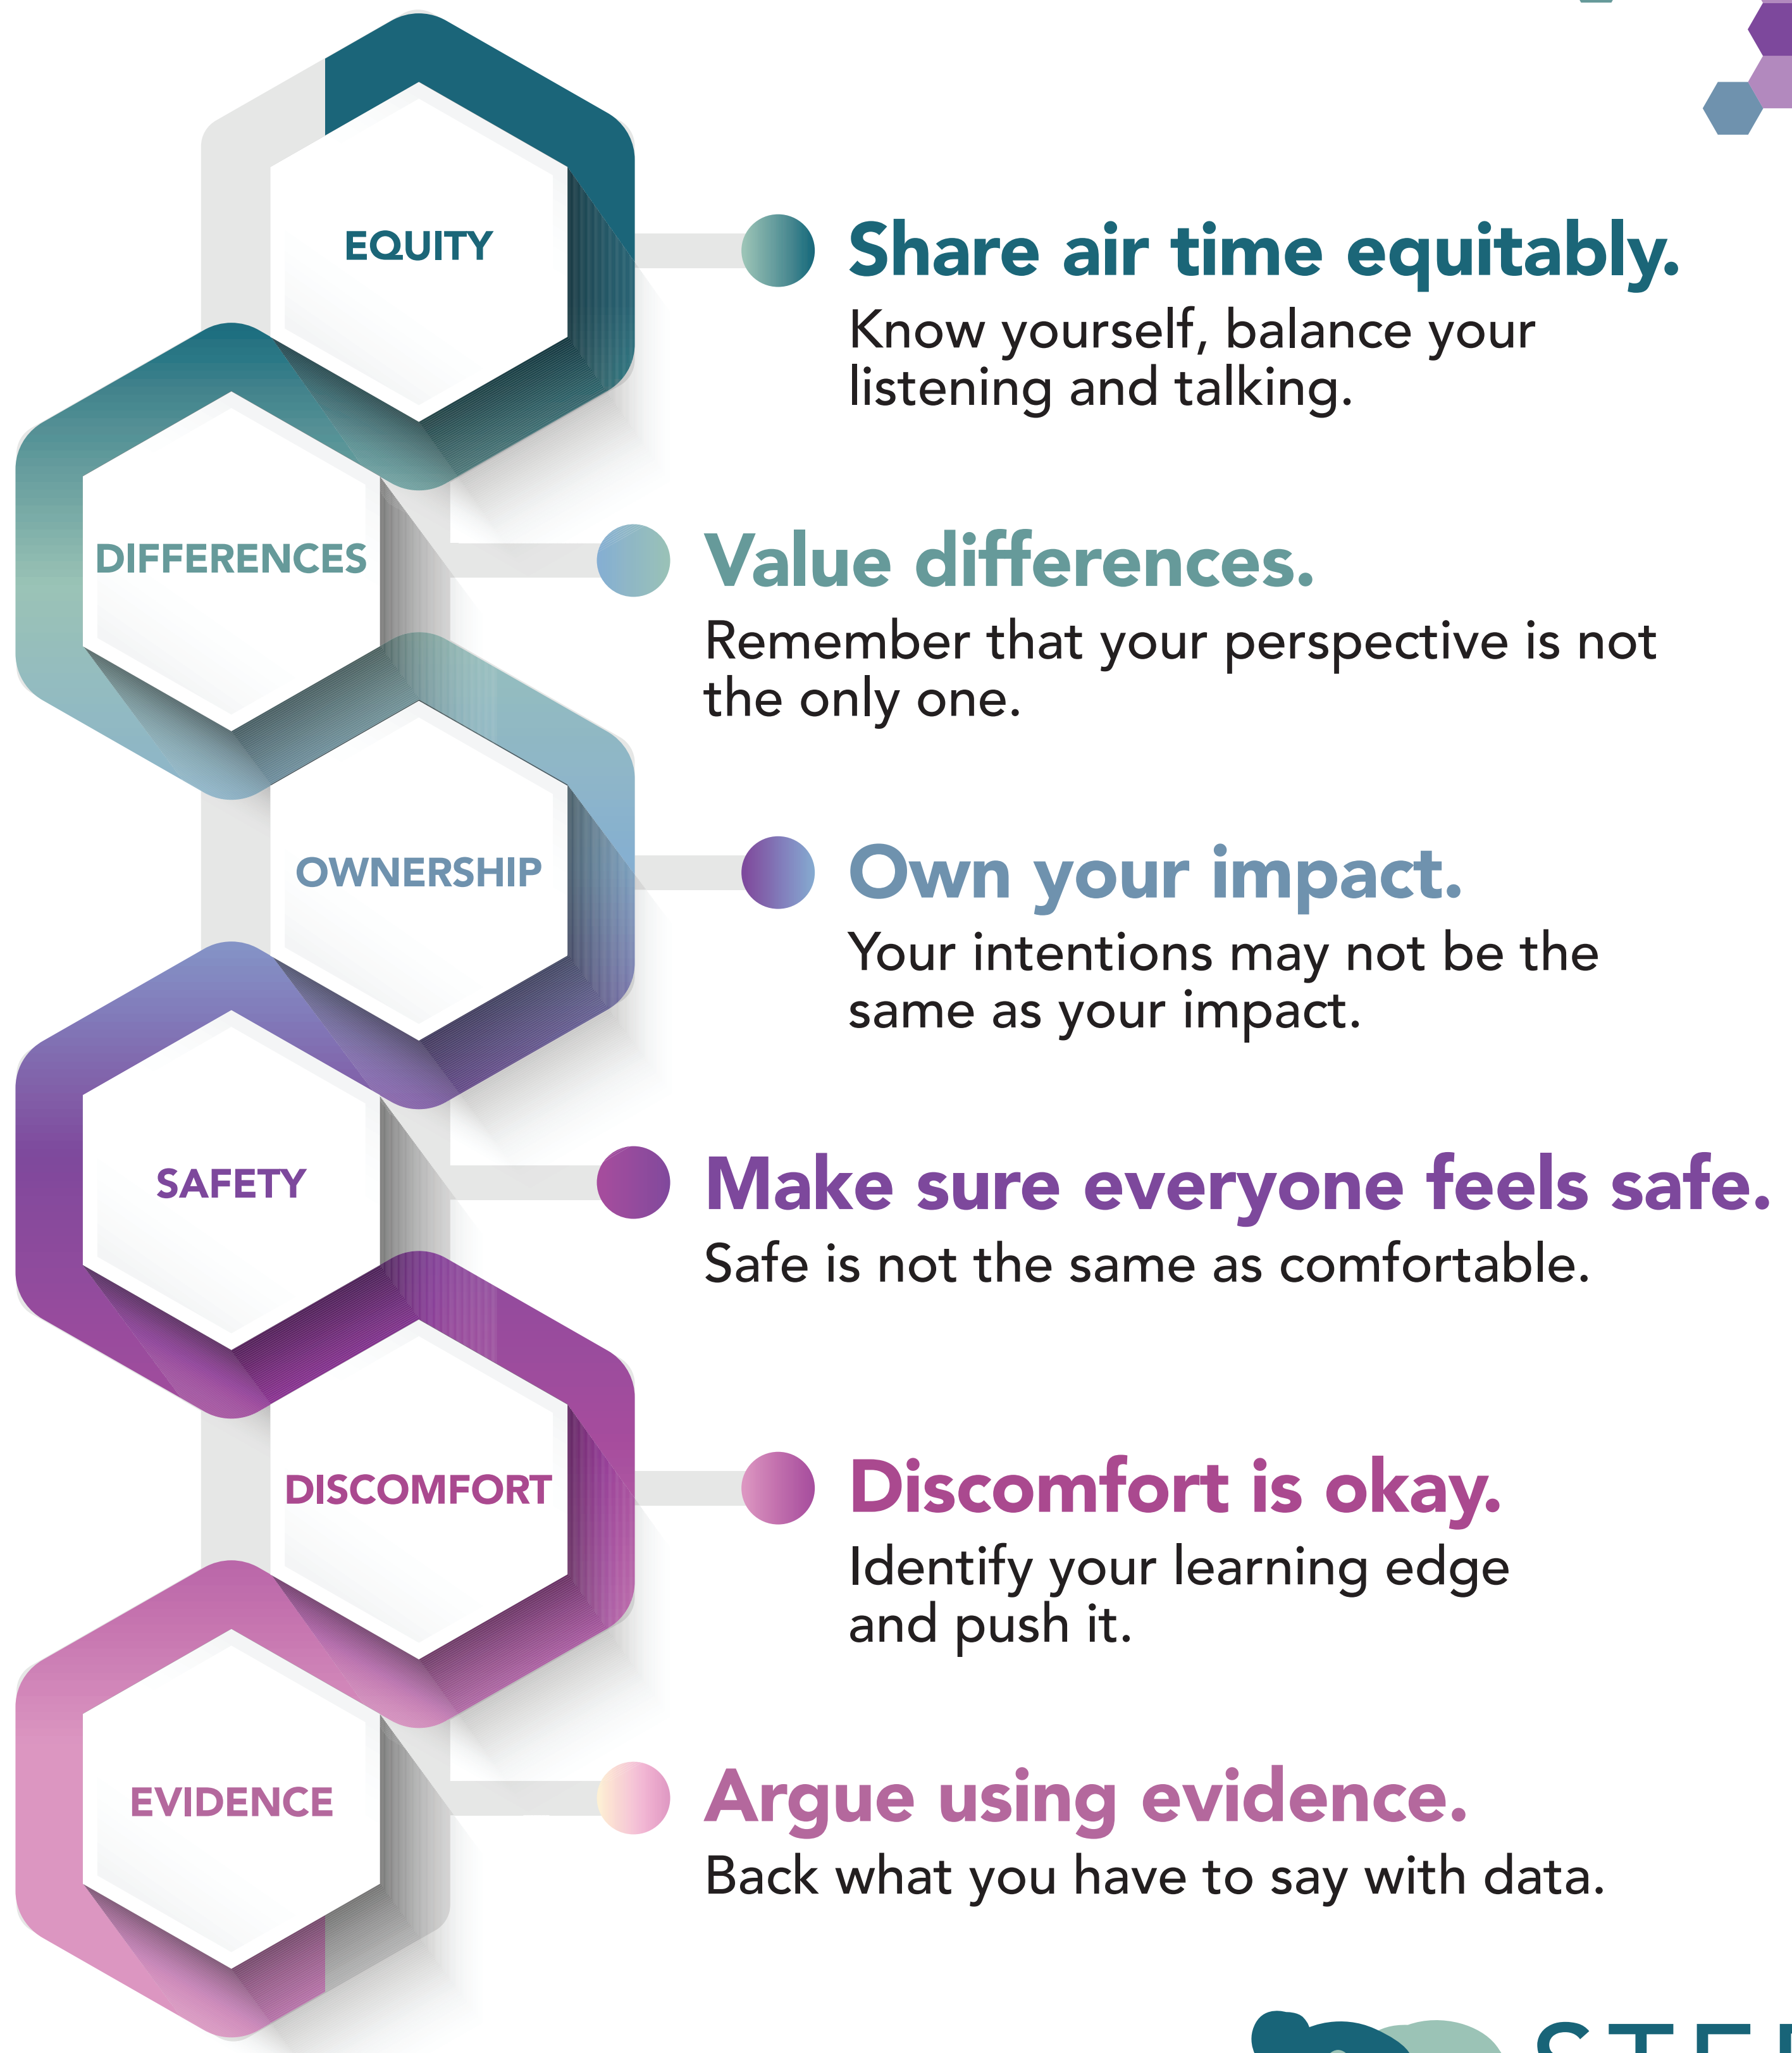 EQUITY
Share air time equitably.
Know yourself, balance your
listening and talking.
DIFFERENCES
Value differences.
Remember that your perspective is not
the only one.
OWNERSHIP
Own your impact.
Your intentions may not be the
same as your impact.
SAFETY
Make sure everyone feels safe.
Safe is not the same as comfortable.
DISCOMFORT
Discomfort is okay.
Identify your learning edge
and push it.
EVIDENCE
Argue using evidence.
Back what you have to say with data.